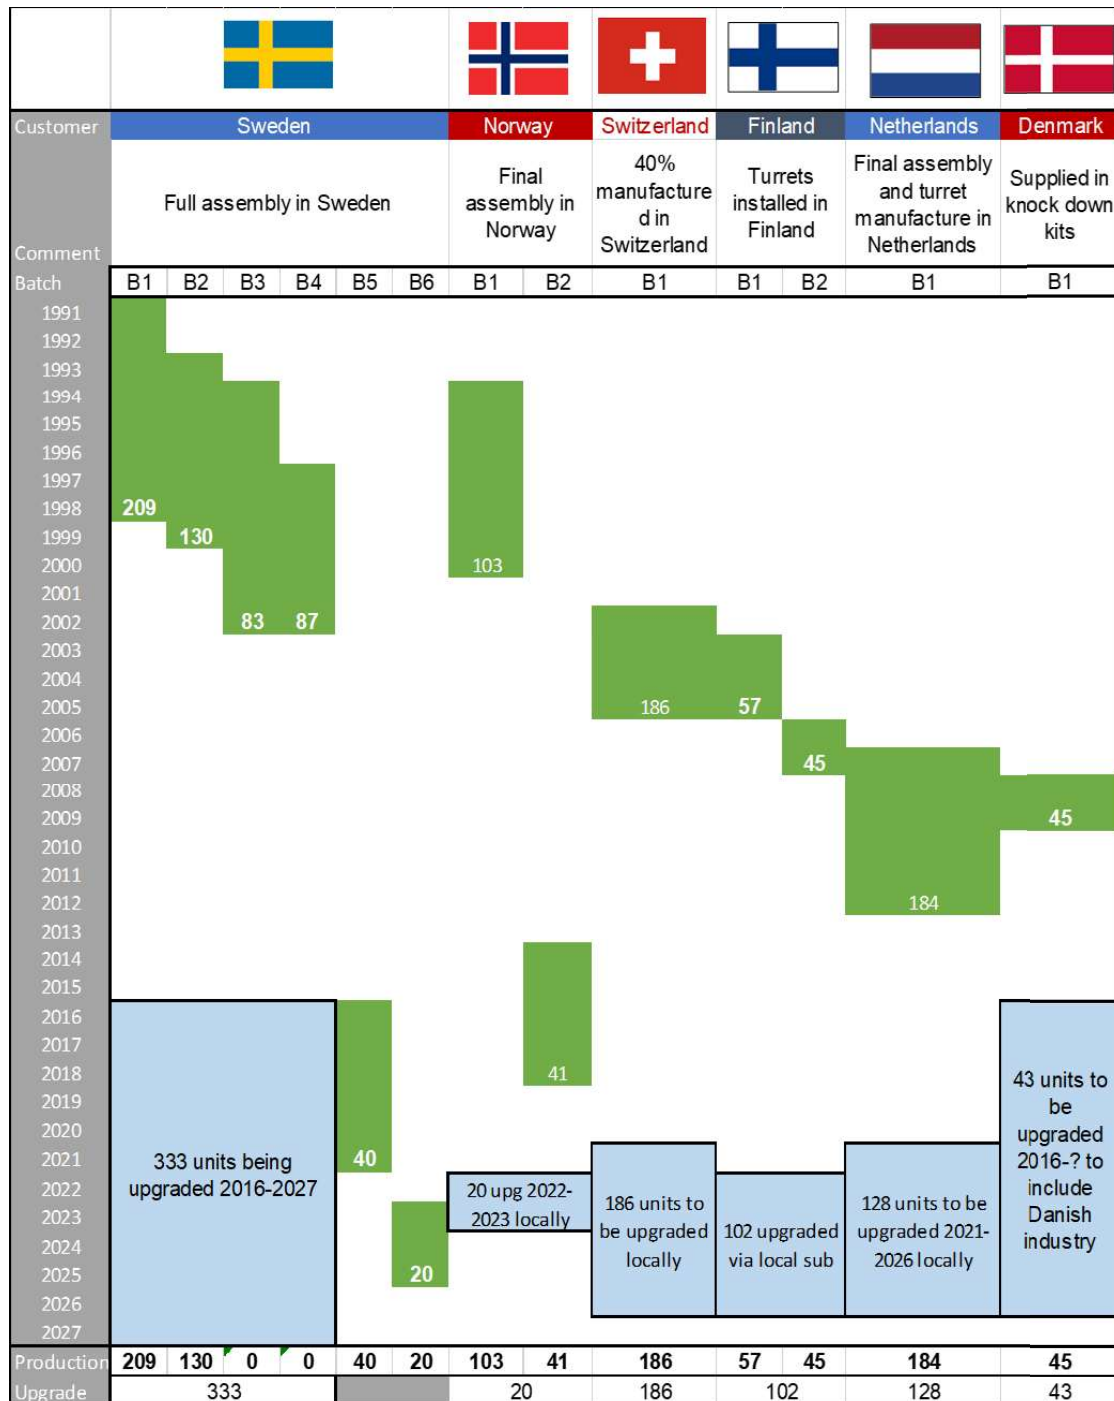 Customer Sweden Norway Switzerland Finland Netherlands Denmark
Comment
Full assembly in Sweden
Final
assembly in
Norway
40%
manufacture
d in
Switzerland
Turrets
installed in
Finland
Final assembly
and turret
manufacture in
Netherlands
Supplied in
knock down
kits
Batch B1 B2 B3 B4 B5 B6 B1 B2 B1 B1 B2 B1 B1
1991
1992
1993
1994
1995
1996
1997
1998 209
1999 130
2000 103
2001
2002 83 87
2003
2004
2005 186 57
2006
2007 45
2008
2009 45
2010
2011
2012 184
2013
2014
2015
2016
2017
2018 41
2019
2020
2021 40
2022
2023
2024
2025 20
2026
2027
333 units being
upgraded 2016-2027
20 upg 2022-
2023 locally
186 units to
be upgraded
locally
102 upgraded
via local sub
128 units to be
upgraded 2021-
2026 locally
43 units to
be
upgraded
2016-? to
include
Danish
industry
Production 209 130 0 0 40 20 103 41 186 57 45 184 45
Upgrade 333 20 186 102 128 43